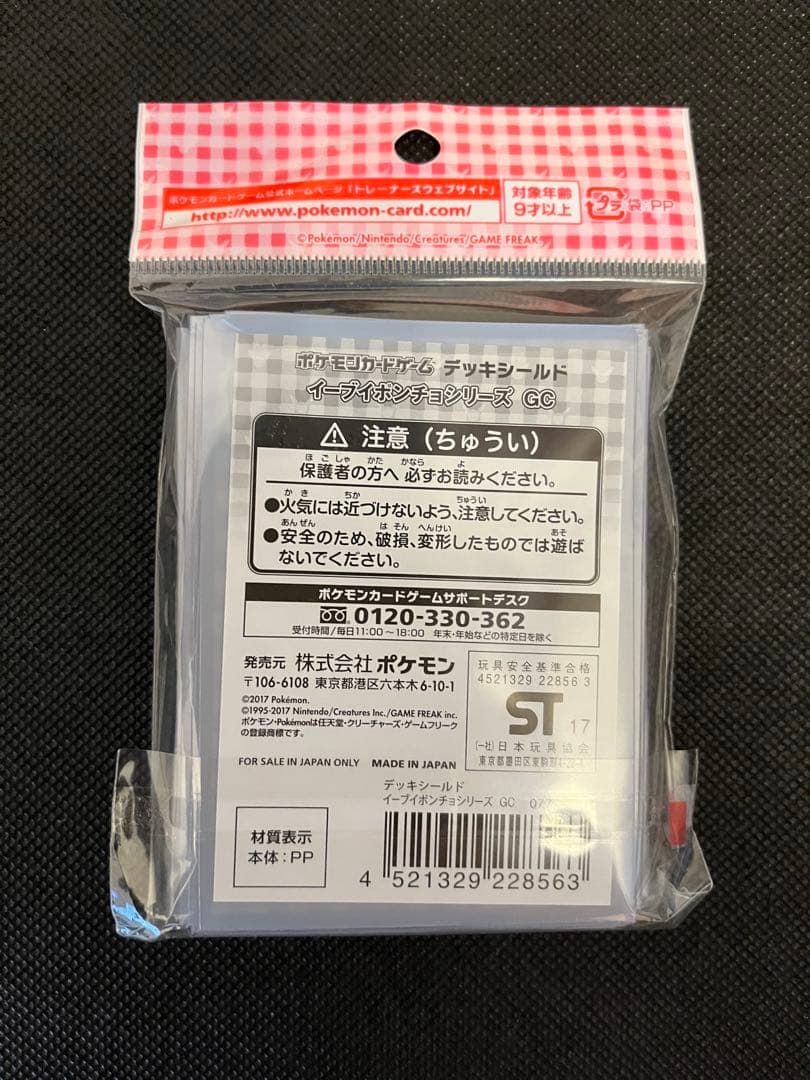 ポケモンカードゲーム公式ホームページ「トレーナーズウェブサイト」
http://www.pokemon-card.com/
対象年齢
9才以上
プラ 袋:PP
©Pokémon/Nintendo/Creatures/GAME FREAK
ポケモンカードゲーム デッキシールド
イーブイポンチョシリーズ GC
注意(ちゅうい)
保護者の方へ 必ずお読みください。
●火気には近づけないよう、注意してください。
●安全のため、破損、変形したものでは遊ば
ないでください。
ポケモンカードゲームサポートデスク
0120-330-362
受付時間/毎日11:00~18:00 年末・年始などの特定日を除く
発売元 株式会社 ポケモン
〒106-6108 東京都港区六本木6-10-1
©2017 Pokémon.
©1995-2017 Nintendo/Creatures Inc./GAME FREAK inc.
ポケモン・Pokémonは任天堂・クリーチャーズ・ゲームフリーク
の登録商標です。
FOR SALE IN JAPAN ONLY MADE IN JAPAN
玩具安全基準合格
4521329 22856 3
ST 17
(一社)日本玩具協会
東京都墨田区東駒形
デッキシールド
イーブイポンチョシリーズ GC
材質表示
本体:PP
4 521329 228563